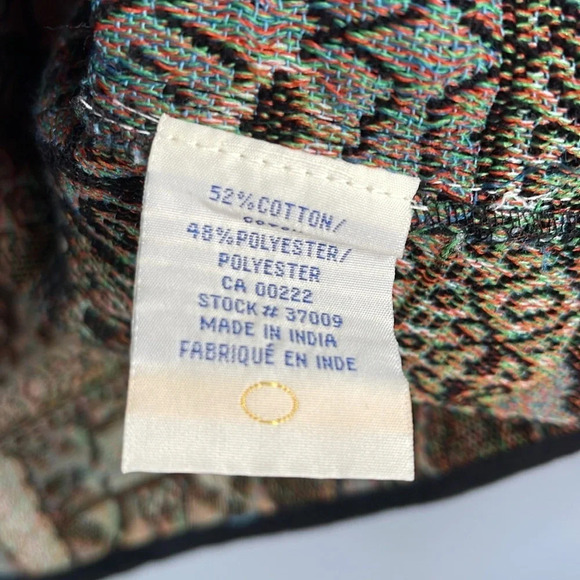 52%COTTON/
48%POLYESTER/
POLYESTER
CA 00222
STOCK# 37009
MADE IN INDIA
FABRIQUÉ EN INDE